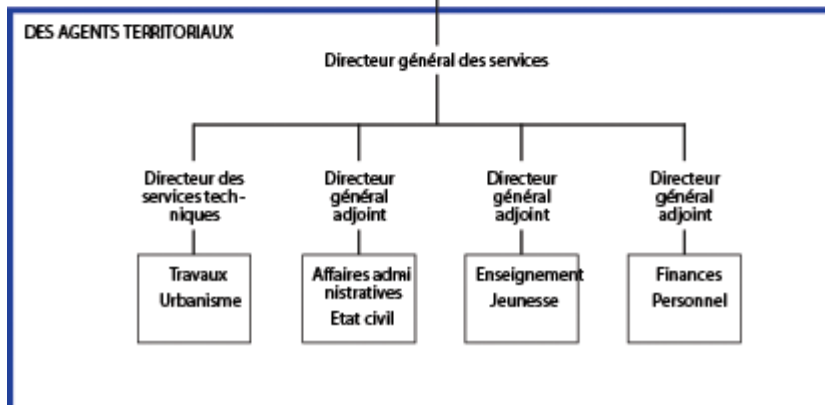 DES AGENTS TERRITORIAUX
Directeur général des services
Directeur des
services tech-
niques
Directeur
général
adjoint
Directeur
général
adjoint
Directeur
général
adjoint
Travaux
Urbanisme
Affaires admi
nistratives
Etat civil
Enseignement
Jeunesse
Finances
Personnel